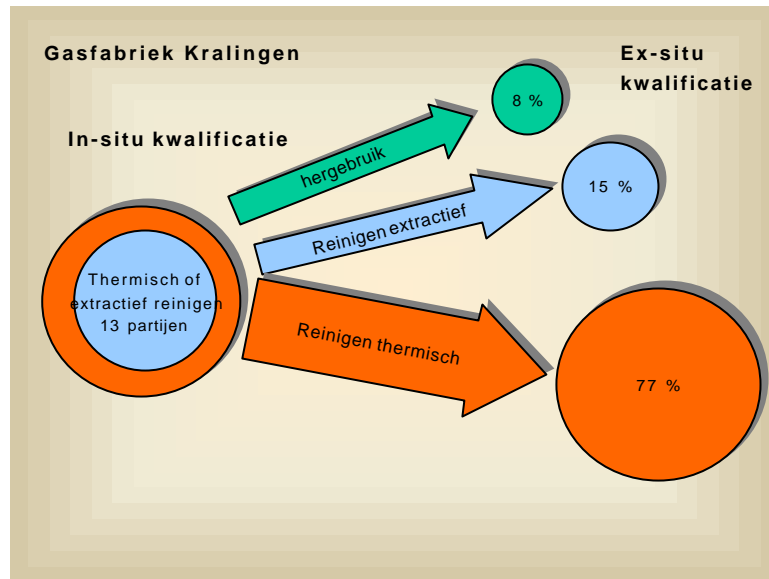 Gasfabriek Kralingen
Ex-situ
kwalificatie
8 %
In-situ kwalificatie
hergebruik
15 %
Reinigen extractief
Thermisch of
extractief reinigen
13 partijen
Reinigen thermisch
77 %